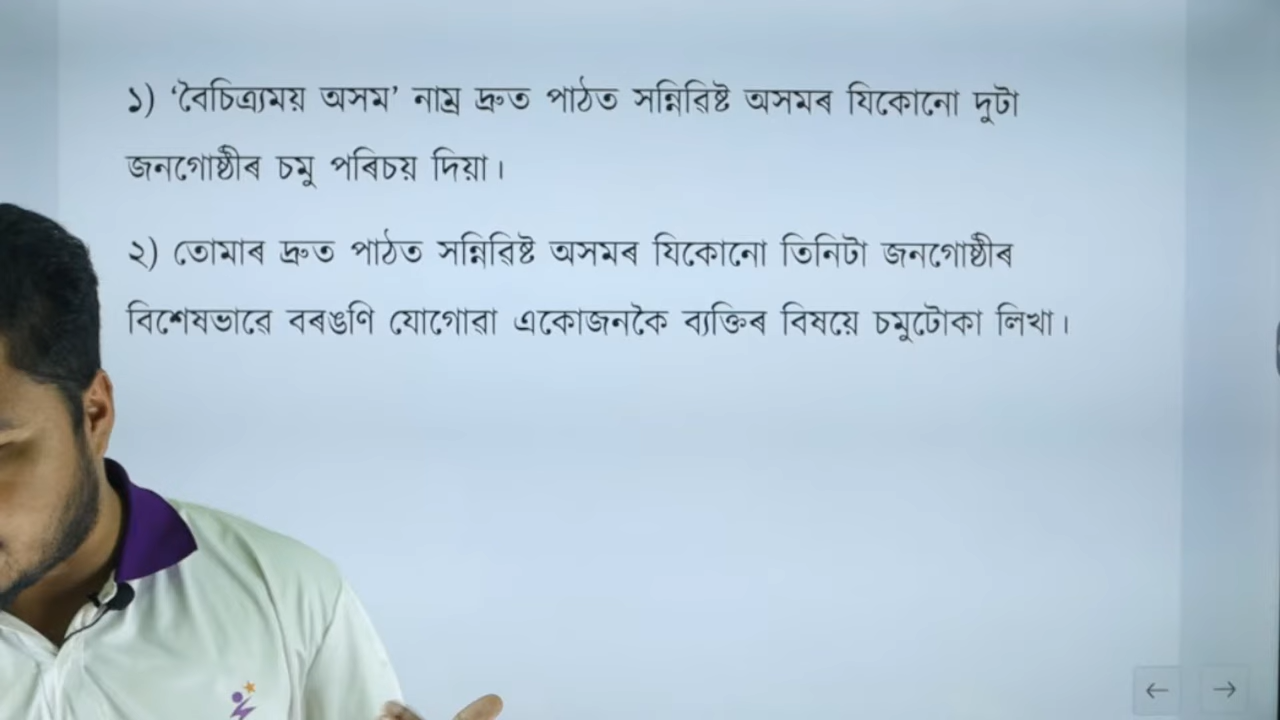 ১) ‘বৈচিত্ৰ্যময় অসম’ নাম্ৰ দ্ৰুত পাঠত সন্নিৱিষ্ট অসমৰ যিকোনো দুটা
জনগোষ্ঠীৰ চমু পৰিচয় দিয়া।
২) তোমাৰ দ্ৰুত পাঠত সন্নিৱিষ্ট অসমৰ যিকোনো তিনিটা জনগোষ্ঠীৰ
বিশেষভাৱে বৰঙণি যোগোৱা একোজনকৈ ব্যক্তিৰ বিষয়ে চমুটোকা লিখা।